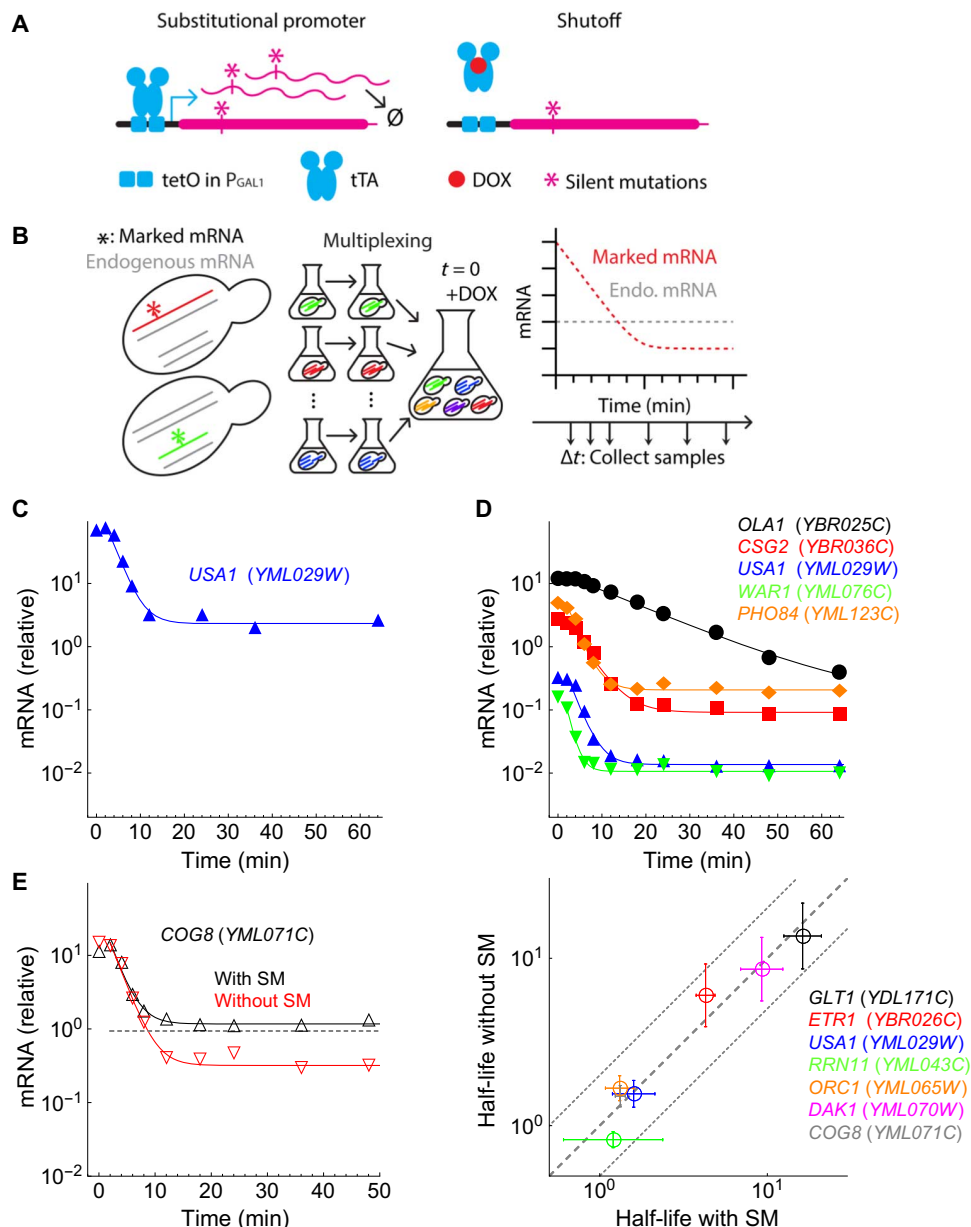 A
Substitutional promoter
Shutoff
Ø
tetO in PGAL1
tTA
DOX
Silent mutations
B
*: Marked mRNA
Endogenous mRNA
Multiplexing
t = 0
+DOX
Marked mRNA
Endo. mRNA
mRNA
Time (min)
Δt: Collect samples
C
USA1 (YML029W)
mRNA (relative)
10^1
10^0
10^-1
10^-2
0 10 20 30 40 50 60
Time (min)
D
OLA1 (YBR025C)
CSG2 (YBR036C)
USA1 (YML029W)
WAR1 (YML076C)
PHO84 (YML123C)
mRNA (relative)
10^1
10^0
10^-1
10^-2
0 10 20 30 40 50 60
Time (min)
E
COG8 (YML071C)
With SM
Without SM
mRNA (relative)
10^1
10^0
10^-1
10^-2
0 10 20 30 40 50
Time (min)
Half-life without SM
10^1
10^0
GLT1 (YDL171C)
ETR1 (YBR026C)
USA1 (YML029W)
RRN11 (YML043C)
ORC1 (YML065W)
DAK1 (YML070W)
COG8 (YML071C)
10^0 10^1
Half-life with SM